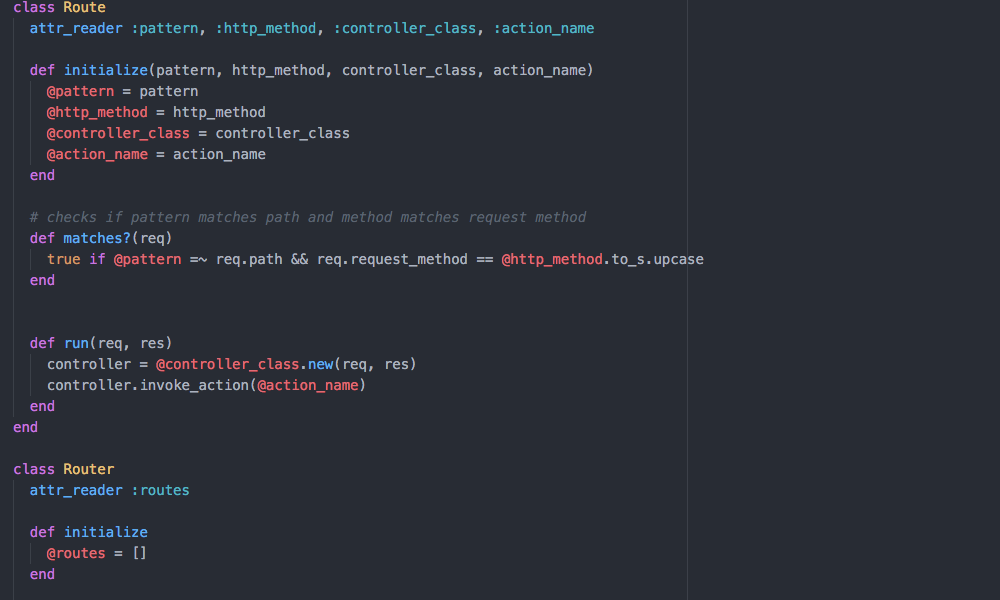 class Route
  attr_reader :pattern, :http_method, :controller_class, :action_name
  def initialize(pattern, http_method, controller_class, action_name)
    @pattern = pattern
    @http_method = http_method
    @controller_class = controller_class
    @action_name = action_name
  end
  # checks if pattern matches path and method matches request method
  def matches?(req)
    true if @pattern =~ req.path && req.request_method == @http_method.to_s.upcase
  end
  def run(req, res)
    controller = @controller_class.new(req, res)
    controller.invoke_action(@action_name)
  end
end
class Router
  attr_reader :routes
  def initialize
    @routes = []
  end